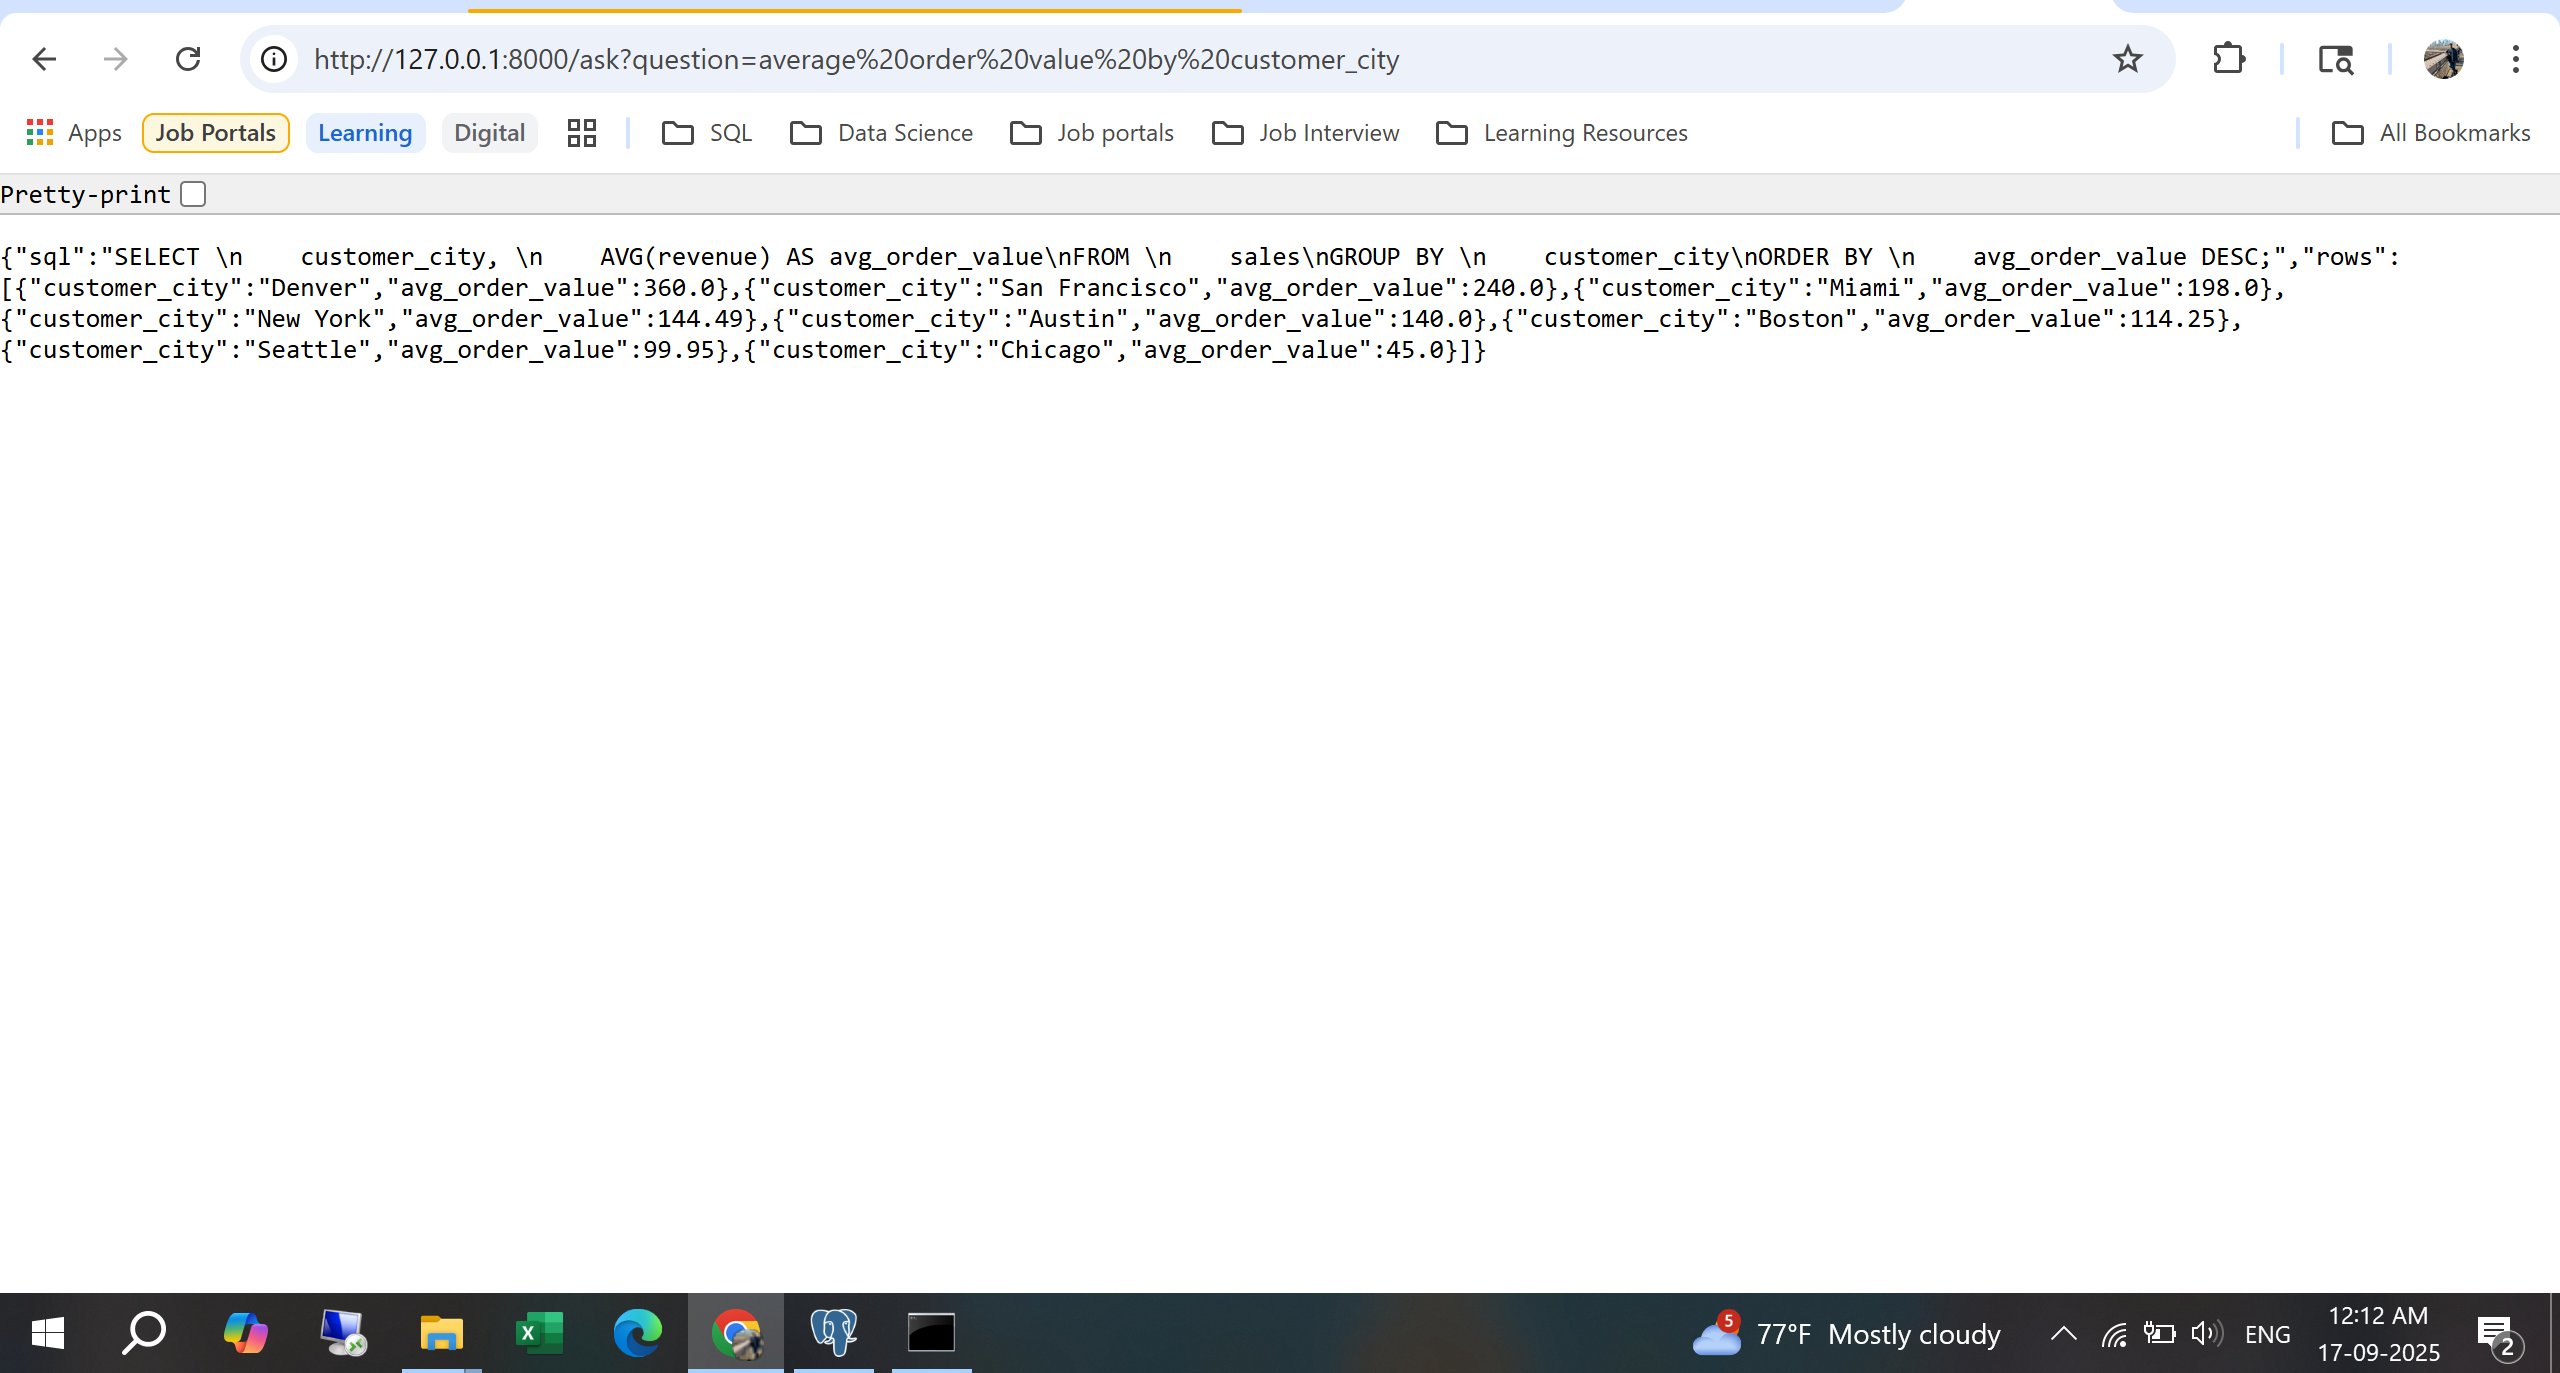 http://127.0.0.1:8000/ask?question=average%20order%20value%20by%20customer_city
Apps Job Portals Learning Digital SQL Data Science Job portals Job Interview Learning Resources All Bookmarks
Pretty-print
{"sql":"SELECT \n    customer_city, \n    AVG(revenue) AS avg_order_value\nFROM \n    sales\nGROUP BY \n    customer_city\nORDER BY \n    avg_order_value DESC;","rows":
[{"customer_city":"Denver","avg_order_value":360.0},{"customer_city":"San Francisco","avg_order_value":240.0},{"customer_city":"Miami","avg_order_value":198.0},
{"customer_city":"New York","avg_order_value":144.49},{"customer_city":"Austin","avg_order_value":140.0},{"customer_city":"Boston","avg_order_value":114.25},
{"customer_city":"Seattle","avg_order_value":99.95},{"customer_city":"Chicago","avg_order_value":45.0}]}
5 77°F Mostly cloudy ENG 12:12 AM
17-09-2025 2